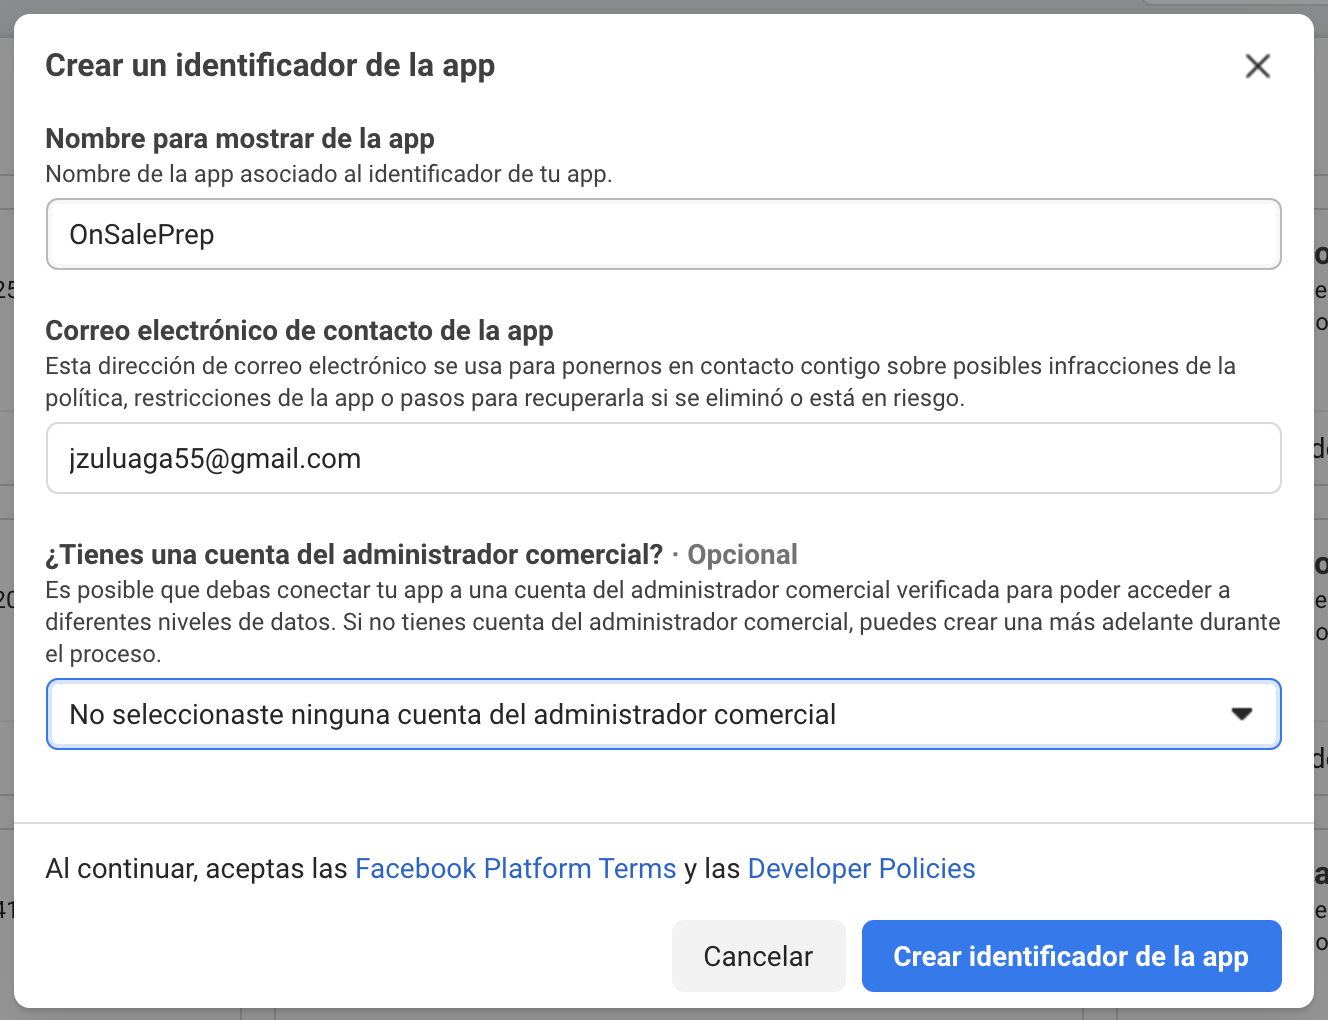 Crear un identificador de la app
Nombre para mostrar de la app
Nombre de la app asociado al identificador de tu app.
OnSalePrep
Correo electrónico de contacto de la app
Esta dirección de correo electrónico se usa para ponernos en contacto contigo sobre posibles infracciones de la
política, restricciones de la app o pasos para recuperarla si se eliminó o está en riesgo.
jzuluaga55@gmail.com
¿Tienes una cuenta del administrador comercial? · Opcional
Es posible que debas conectar tu app a una cuenta del administrador comercial verificada para poder acceder a
diferentes niveles de datos. Si no tienes cuenta del administrador comercial, puedes crear una más adelante durante
el proceso.
No seleccionaste ninguna cuenta del administrador comercial
Al continuar, aceptas las Facebook Platform Terms y las Developer Policies
Cancelar
Crear identificador de la app